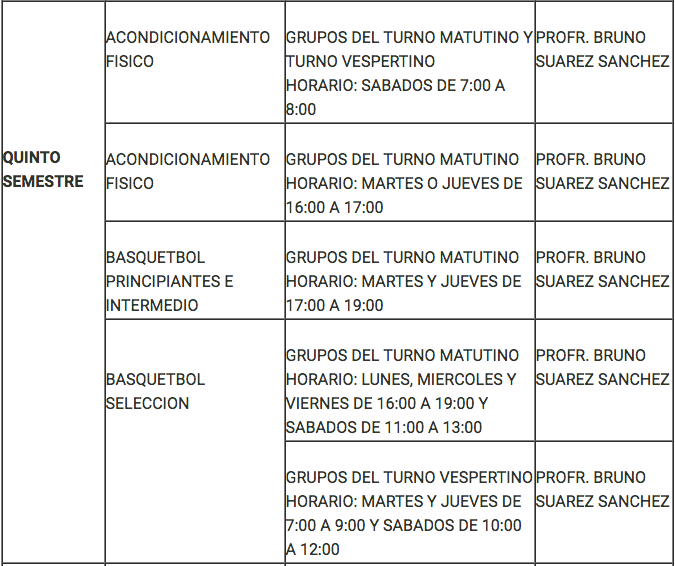 QUINTO
SEMESTRE
ACONDICIONAMIENTO
FISICO
GRUPOS DEL TURNO MATUTINO Y
TURNO VESPERTINO
HORARIO: SABADOS DE 7:00 A
8:00
PROFR. BRUNO
SUAREZ SANCHEZ
ACONDICIONAMIENTO
FISICO
GRUPOS DEL TURNO MATUTINO
HORARIO: MARTES O JUEVES DE
16:00 A 17:00
PROFR. BRUNO
SUAREZ SANCHEZ
BASQUETBOL
PRINCIPIANTES E
INTERMEDIO
GRUPOS DEL TURNO MATUTINO
HORARIO: MARTES Y JUEVES DE
17:00 A 19:00
PROFR. BRUNO
SUAREZ SANCHEZ
BASQUETBOL
SELECCION
GRUPOS DEL TURNO MATUTINO
HORARIO: LUNES, MIERCOLES Y
VIERNES DE 16:00 A 19:00 Y
SABADOS DE 11:00 A 13:00
PROFR. BRUNO
SUAREZ SANCHEZ
GRUPOS DEL TURNO VESPERTINO
HORARIO: MARTES Y JUEVES DE
7:00 A 9:00 Y SABADOS DE 10:00
A 12:00
PROFR. BRUNO
SUAREZ SANCHEZ